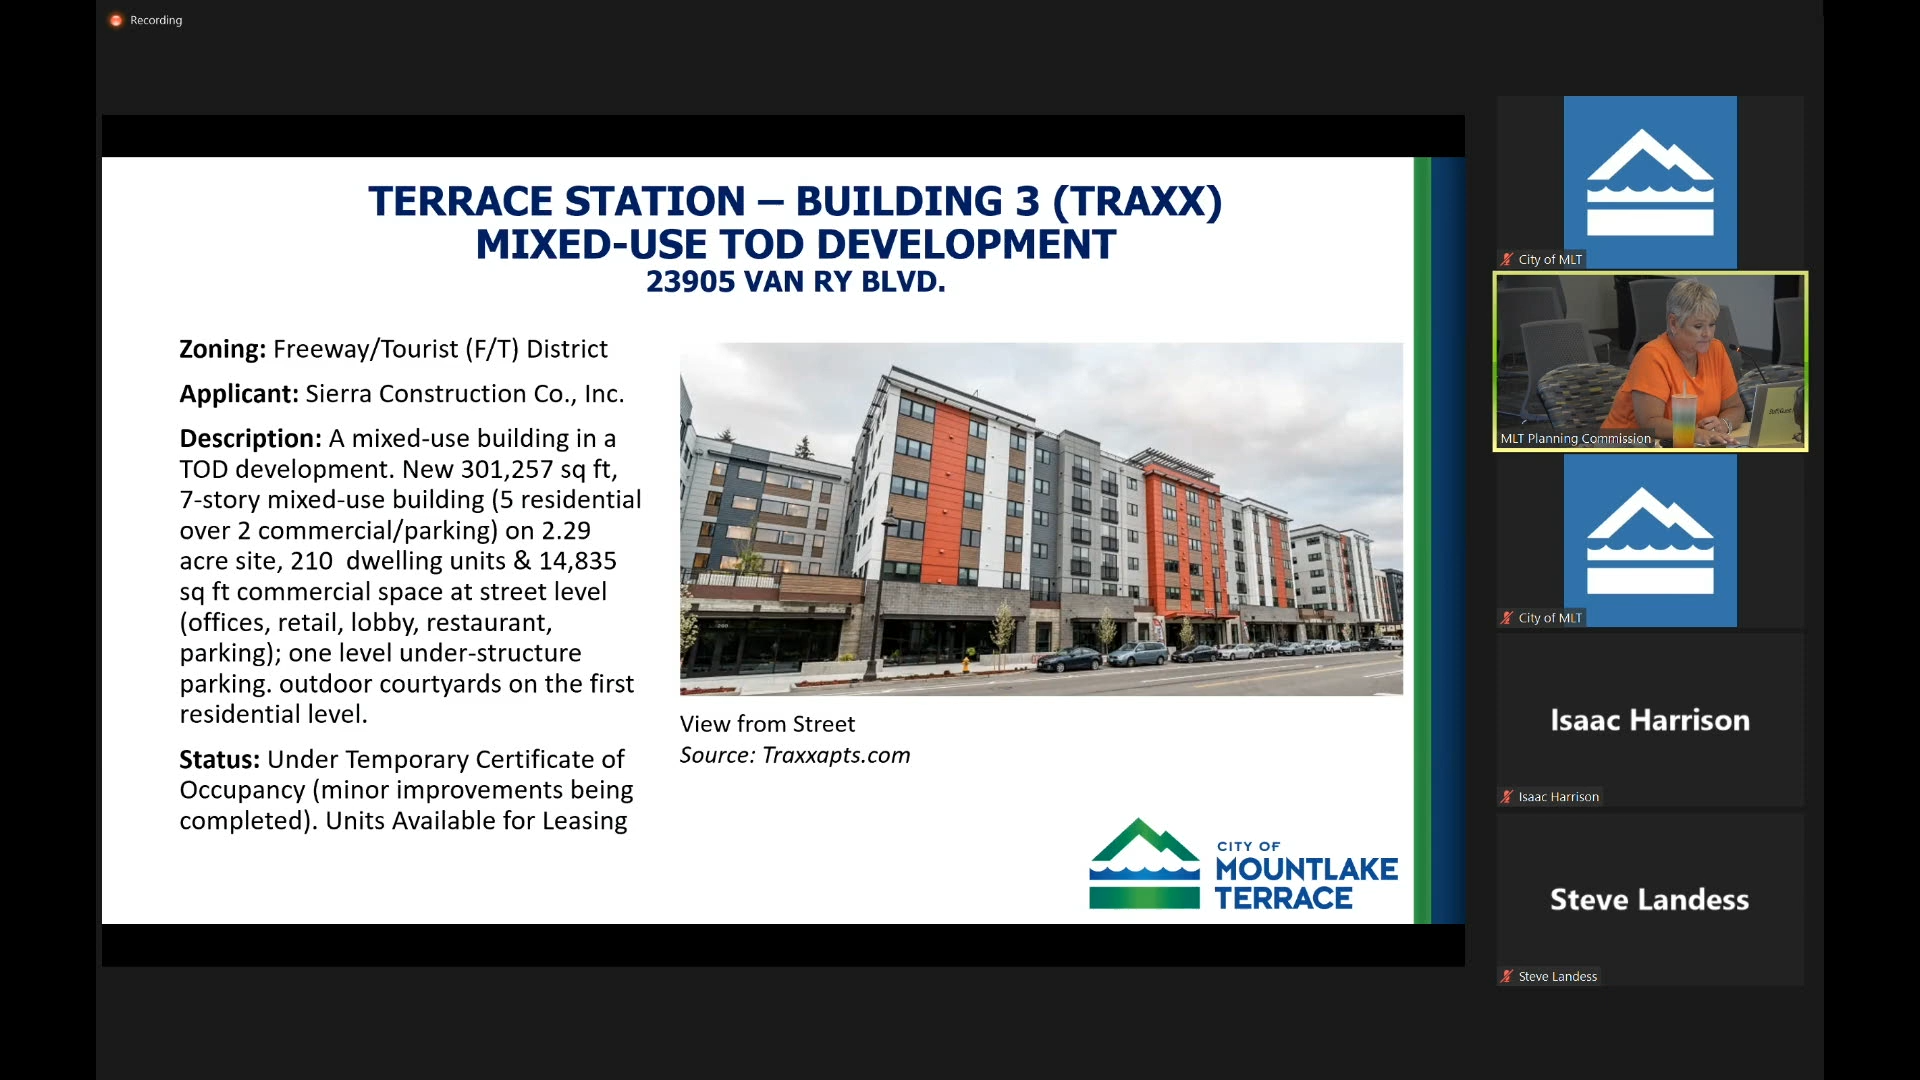 Recording
TERRACE STATION – BUILDING 3 (TRAXX)
MIXED-USE TOD DEVELOPMENT
23905 VAN RY BLVD.
Zoning: Freeway/Tourist (F/T) District
Applicant: Sierra Construction Co., Inc.
Description: A mixed-use building in a
TOD development. New 301,257 sq ft,
7-story mixed-use building (5 residential
over 2 commercial/parking) on 2.29
acre site, 210 dwelling units & 14,835
sq ft commercial space at street level
(offices, retail, lobby, restaurant,
parking); one level under-structure
parking. outdoor courtyards on the first
residential level.
Status: Under Temporary Certificate of
Occupancy (minor improvements being
completed). Units Available for Leasing
View from Street
Source: Traxxapts.com
CITY OF
MOUNTLAKE
TERRACE
City of MLT
MLT Planning Commission
City of MLT
Isaac Harrison
Isaac Harrison
Steve Landess
Steve Landess